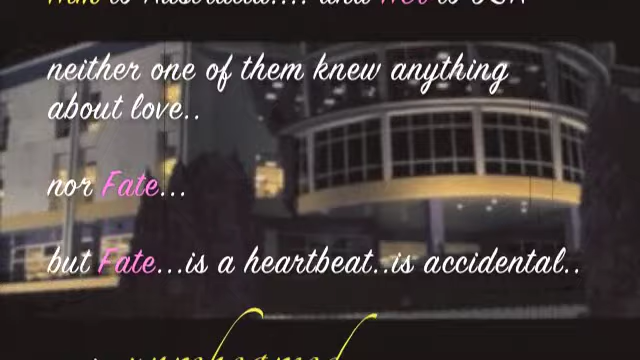 neither one of them knew anything
about love..
nor Fate...
but Fate...is a heartbeat..is accidental..